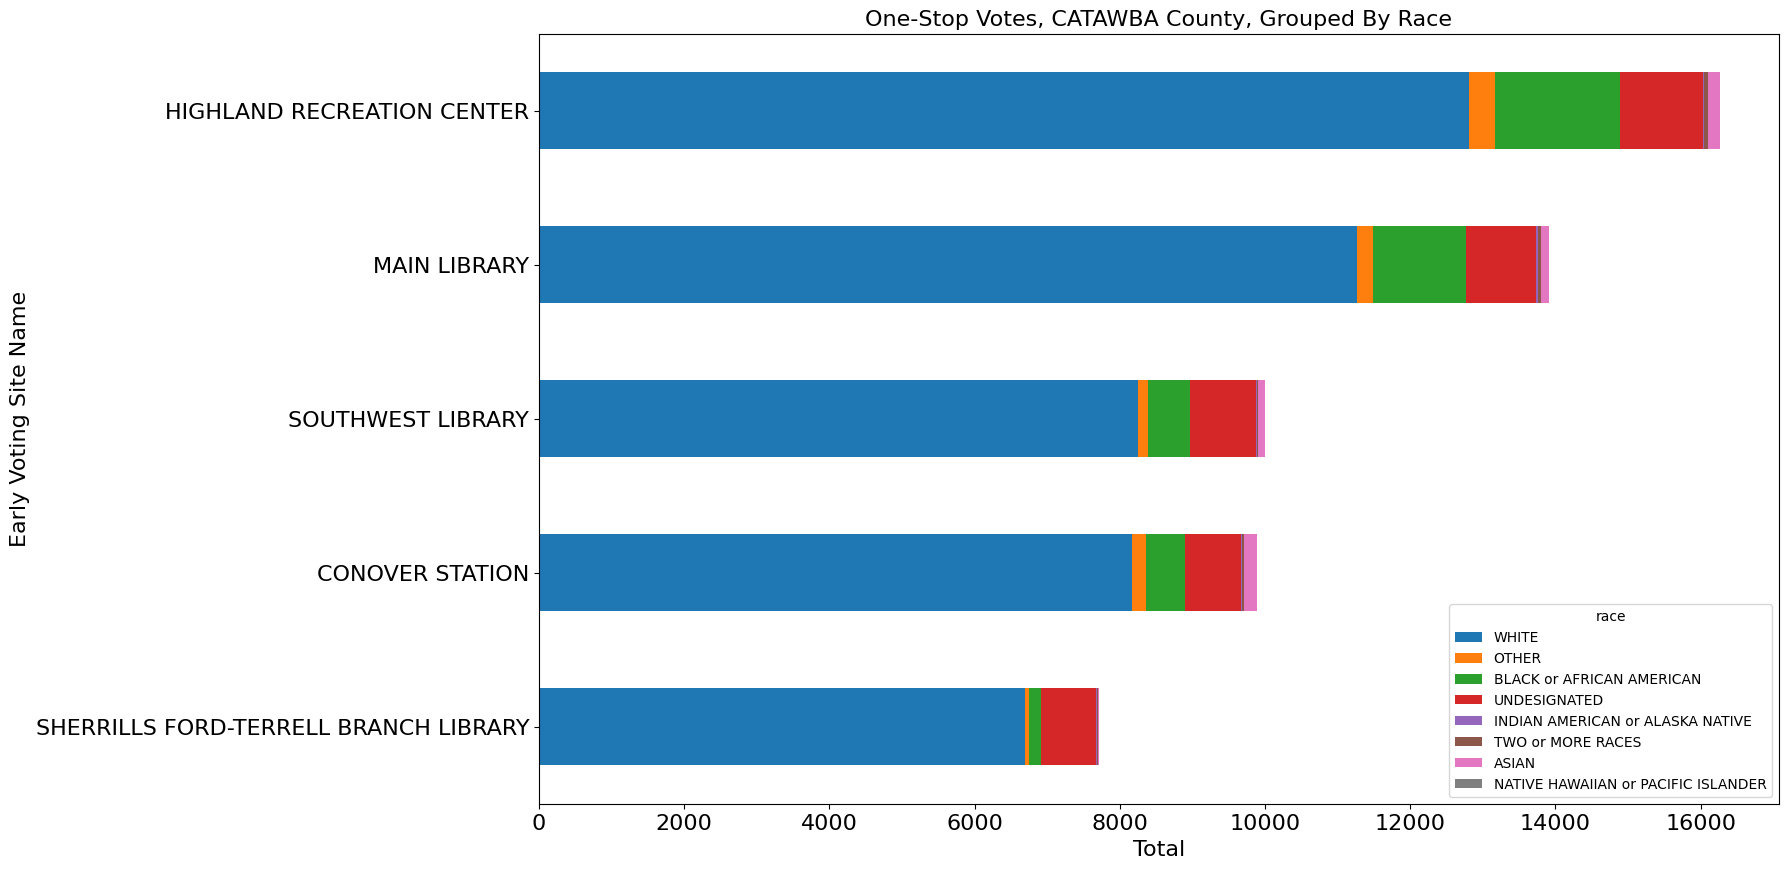 One-Stop Votes, CATAWBA County, Grouped By Race
Early Voting Site Name
HIGHLAND RECREATION CENTER
MAIN LIBRARY
SOUTHWEST LIBRARY
CONOVER STATION
SHERRILLS FORD-TERRELL BRANCH LIBRARY
race
WHITE
OTHER
BLACK or AFRICAN AMERICAN
UNDESIGNATED
INDIAN AMERICAN or ALASKA NATIVE
TWO or MORE RACES
ASIAN
NATIVE HAWAIIAN or PACIFIC ISLANDER
0 2000 4000 6000 8000 10000 12000 14000 16000
Total